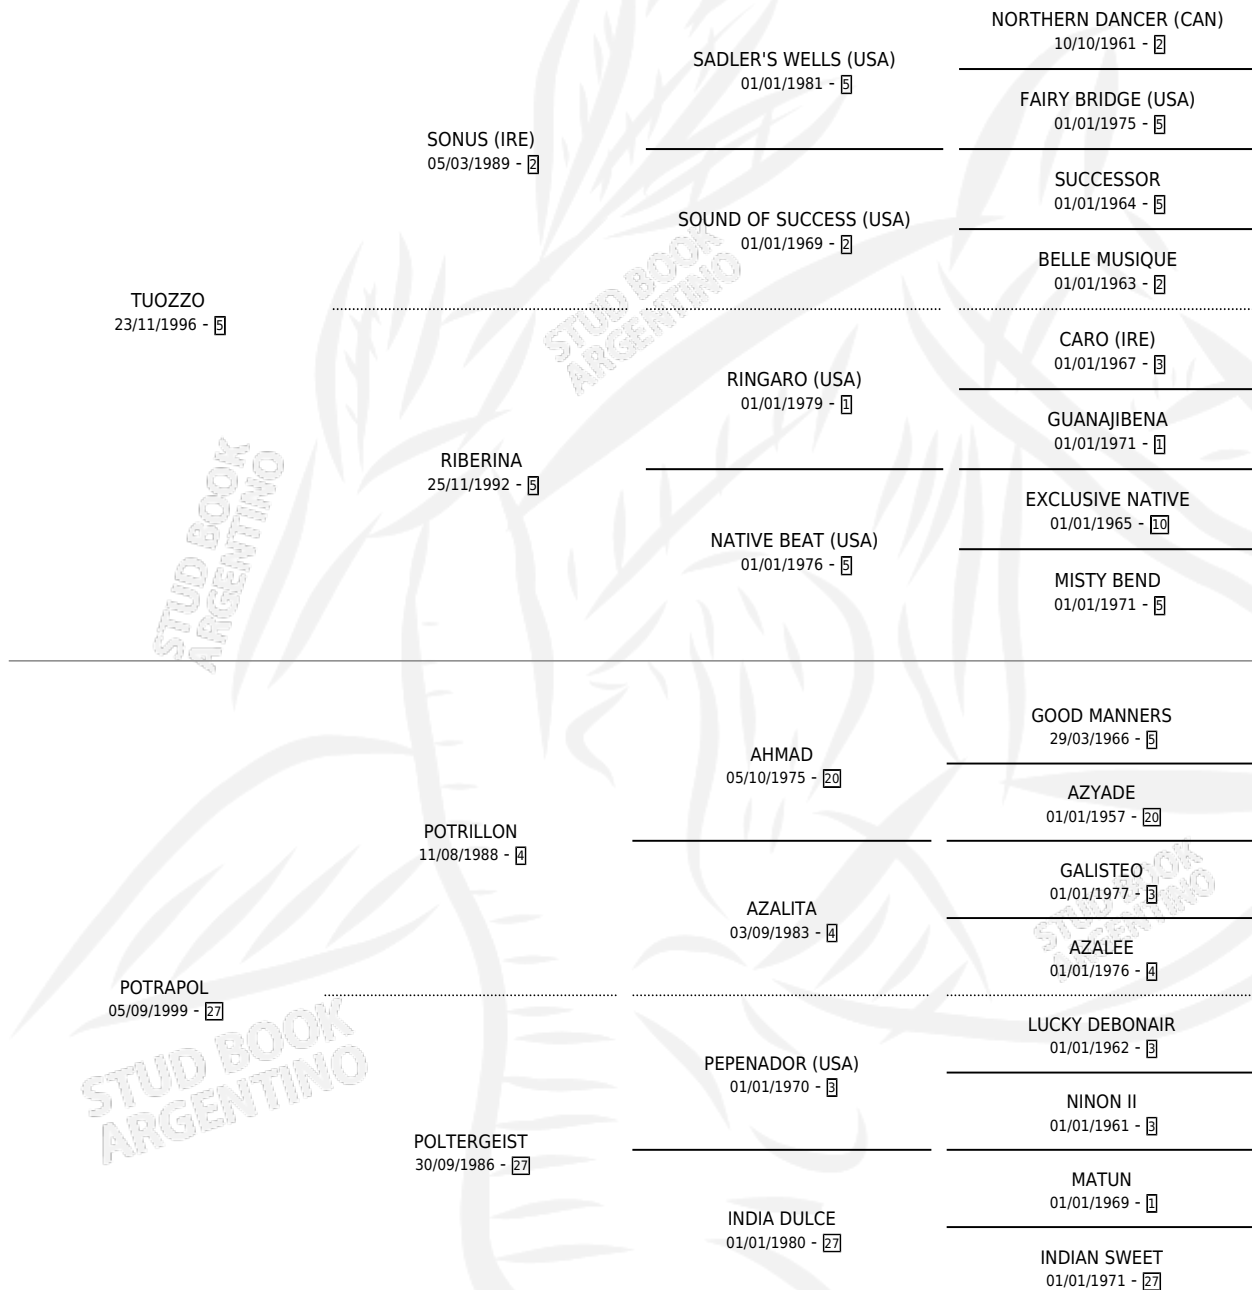 NORTHERN DANCER (CAN)
10/10/1961 - 2
SADLER'S WELLS (USA)
01/01/1981 - 5
FAIRY BRIDGE (USA)
01/01/1975 - 5
SONUS (IRE)
05/03/1989 - 2
SUCCESSOR
01/01/1964 - 5
SOUND OF SUCCESS (USA)
01/01/1969 - 2
BELLE MUSIQUE
01/01/1963 - 2
TUOZZO
23/11/1996 - 5
STUD BOOK
ARGENTINO
CARO (IRE)
01/01/1967 - 3
RINGARO (USA)
01/01/1979 - 1
GUANAJIBENA
01/01/1971 - 1
RIBERINA
25/11/1992 - 5
EXCLUSIVE NATIVE
01/01/1965 - 10
NATIVE BEAT (USA)
01/01/1976 - 5
MISTY BEND
01/01/1971 - 5
STUD BOOK
ARGENTINO
GOOD MANNERS
29/03/1966 - 5
AHMAD
05/10/1975 - 20
AZYADE
01/01/1957 - 20
POTRILLON
11/08/1988 - 4
GALISTEO
01/01/1977 - 3
AZALITA
03/09/1983 - 4
AZALEE
01/01/1976 - 4
STUD BOOK
ARGENTINO
POTRAPOL
05/09/1999 - 27
STUD BOOK
ARGENTINO
LUCKY DEBONAIR
01/01/1962 - 3
PEPENADOR (USA)
01/01/1970 - 3
NINON II
01/01/1961 - 3
POLTERGEIST
30/09/1986 - 27
MATUN
01/01/1969 - 1
INDIA DULCE
01/01/1980 - 27
INDIAN SWEET
01/01/1971 - 27